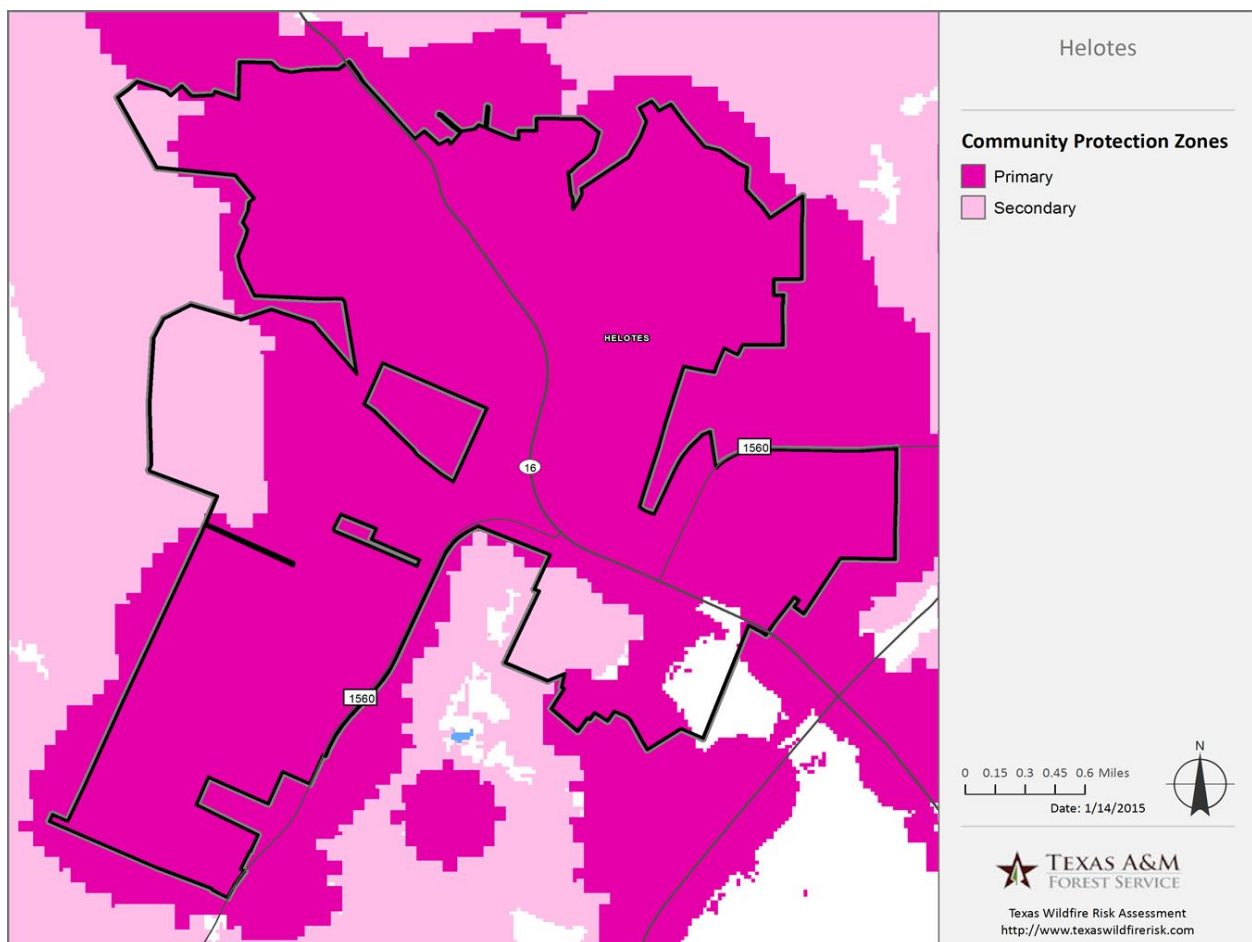 Helotes
Community Protection Zones
Primary
Secondary
HELOTES
1560
16
1560
N
0 0.15 0.3 0.45 0.6 Miles
Date: 1/14/2015
TEXAS A&M
FOREST SERVICE
Texas Wildfire Risk Assessment
http://www.texaswildfirerisk.com